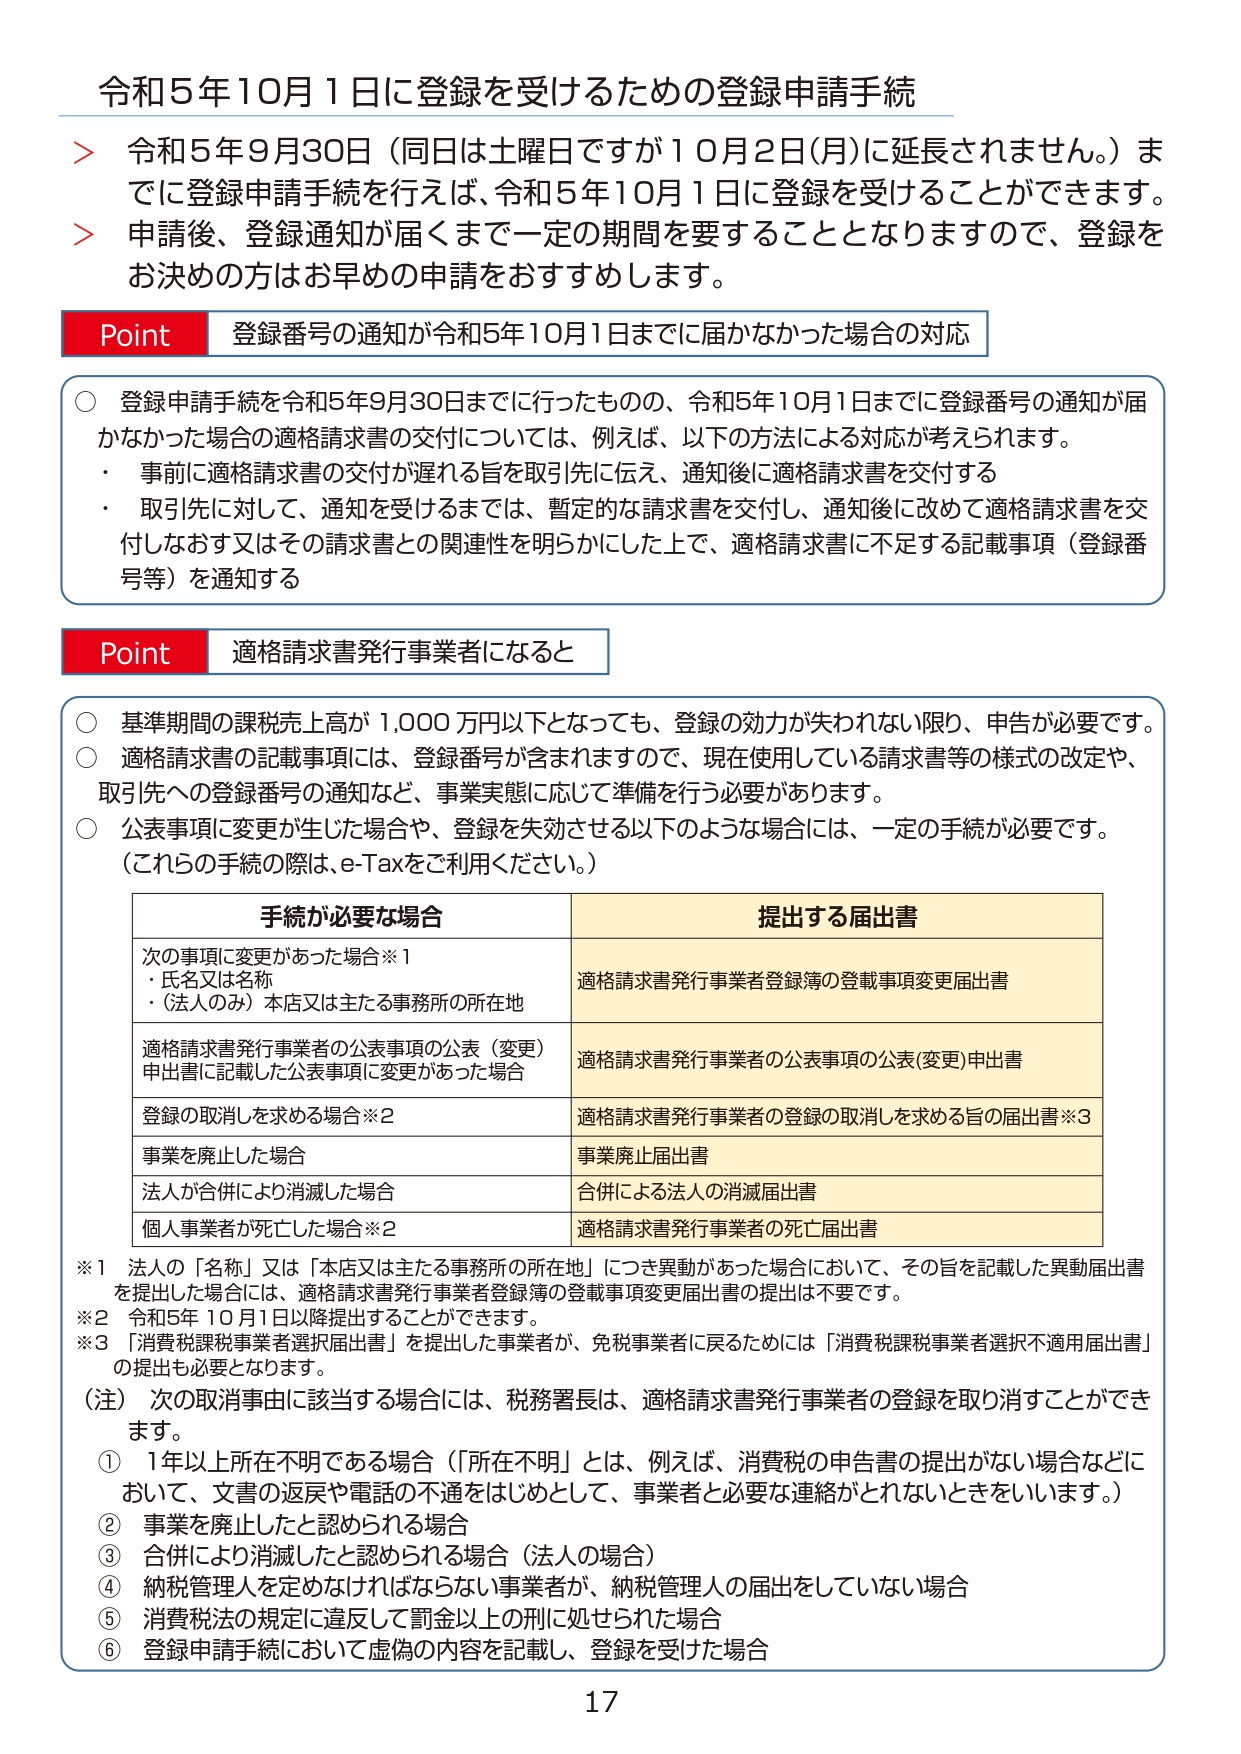 令和５年10月１日に登録を受けるための登録申請手続
＞ 令和５年９月30日（同日は土曜日ですが１０月２日(月)に延長されません。）ま
でに登録申請手続を行えば、令和５年10月１日に登録を受けることができます。
＞ 申請後、登録通知が届くまで一定の期間を要することとなりますので、登録を
お決めの方はお早めの申請をおすすめします。
Point 登録番号の通知が令和5年10月1日までに届かなかった場合の対応
○ 登録申請手続を令和5年9月30日までに行ったものの、令和5年10月1日までに登録番号の通知が届
かなかった場合の適格請求書の交付については、例えば、以下の方法による対応が考えられます。
・ 事前に適格請求書の交付が遅れる旨を取引先に伝え、通知後に適格請求書を交付する
・ 取引先に対して、通知を受けるまでは、暫定的な請求書を交付し、通知後に改めて適格請求書を交
付しなおす又はその請求書との関連性を明らかにした上で、適格請求書に不足する記載事項（登録番
号等）を通知する
Point 適格請求書発行事業者になると
○ 基準期間の課税売上高が 1,000 万円以下となっても、登録の効力が失われない限り、申告が必要です。
○ 適格請求書の記載事項には、登録番号が含まれますので、現在使用している請求書等の様式の改定や、
取引先への登録番号の通知など、事業実態に応じて準備を行う必要があります。
○ 公表事項に変更が生じた場合や、登録を失効させる以下のような場合には、一定の手続が必要です。
（これらの手続の際は、e-Taxをご利用ください。）
手続が必要な場合 提出する届出書
次の事項に変更があった場合※1
・氏名又は名称
・（法人のみ）本店又は主たる事務所の所在地
適格請求書発行事業者登録簿の登載事項変更届出書
適格請求書発行事業者の公表事項の公表（変更）
申出書に記載した公表事項に変更があった場合
適格請求書発行事業者の公表事項の公表(変更)申出書
登録の取消しを求める場合※2 適格請求書発行事業者の登録の取消しを求める旨の届出書※3
事業を廃止した場合 事業廃止届出書
法人が合併により消滅した場合 合併による法人の消滅届出書
個人事業者が死亡した場合※2 適格請求書発行事業者の死亡届出書
※1 法人の「名称」又は「本店又は主たる事務所の所在地」につき異動があった場合において、その旨を記載した異動届出書
を提出した場合には、適格請求書発行事業者登録簿の登載事項変更届出書の提出は不要です。
※2 令和5年 10月1日以降提出することができます。
※3 「消費税課税事業者選択届出書」を提出した事業者が、免税事業者に戻るためには「消費税課税事業者選択不適用届出書」
の提出も必要となります。
（注） 次の取消事由に該当する場合には、税務署長は、適格請求書発行事業者の登録を取り消すことができ
ます。
① 1年以上所在不明である場合（「所在不明」とは、例えば、消費税の申告書の提出がない場合などに
おいて、文書の返戻や電話の不通をはじめとして、事業者と必要な連絡がとれないときをいいます。）
② 事業を廃止したと認められる場合
③ 合併により消滅したと認められる場合（法人の場合）
④ 納税管理人を定めなければならない事業者が、納税管理人の届出をしていない場合
⑤ 消費税法の規定に違反して罰金以上の刑に処せられた場合
⑥ 登録申請手続において虚偽の内容を記載し、登録を受けた場合
17